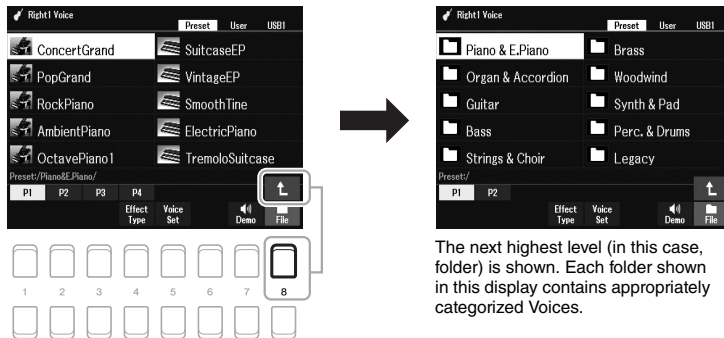 Right1 Voice
Preset User USB1
ConcertGrand SuitcaseEP
PopGrand VintageEP
RockPiano SmoothTine
AmbientPiano ElectricPiano
OctavePiano1 TremoloSuitcase
Preset:/Piano&E.Piano/
P1 P2 P3 P4
Effect Type Voice Set Demo File
1 2 3 4 5 6 7 8
Right1 Voice
Preset User USB1
Piano & E.Piano Brass
Organ & Accordion Woodwind
Guitar Synth & Pad
Bass Perc. & Drums
Strings & Choir Legacy
Preset:/
P1 P2
Effect Type Voice Set Demo File
The next highest level (in this case,
folder) is shown. Each folder shown
in this display contains appropriately
categorized Voices.